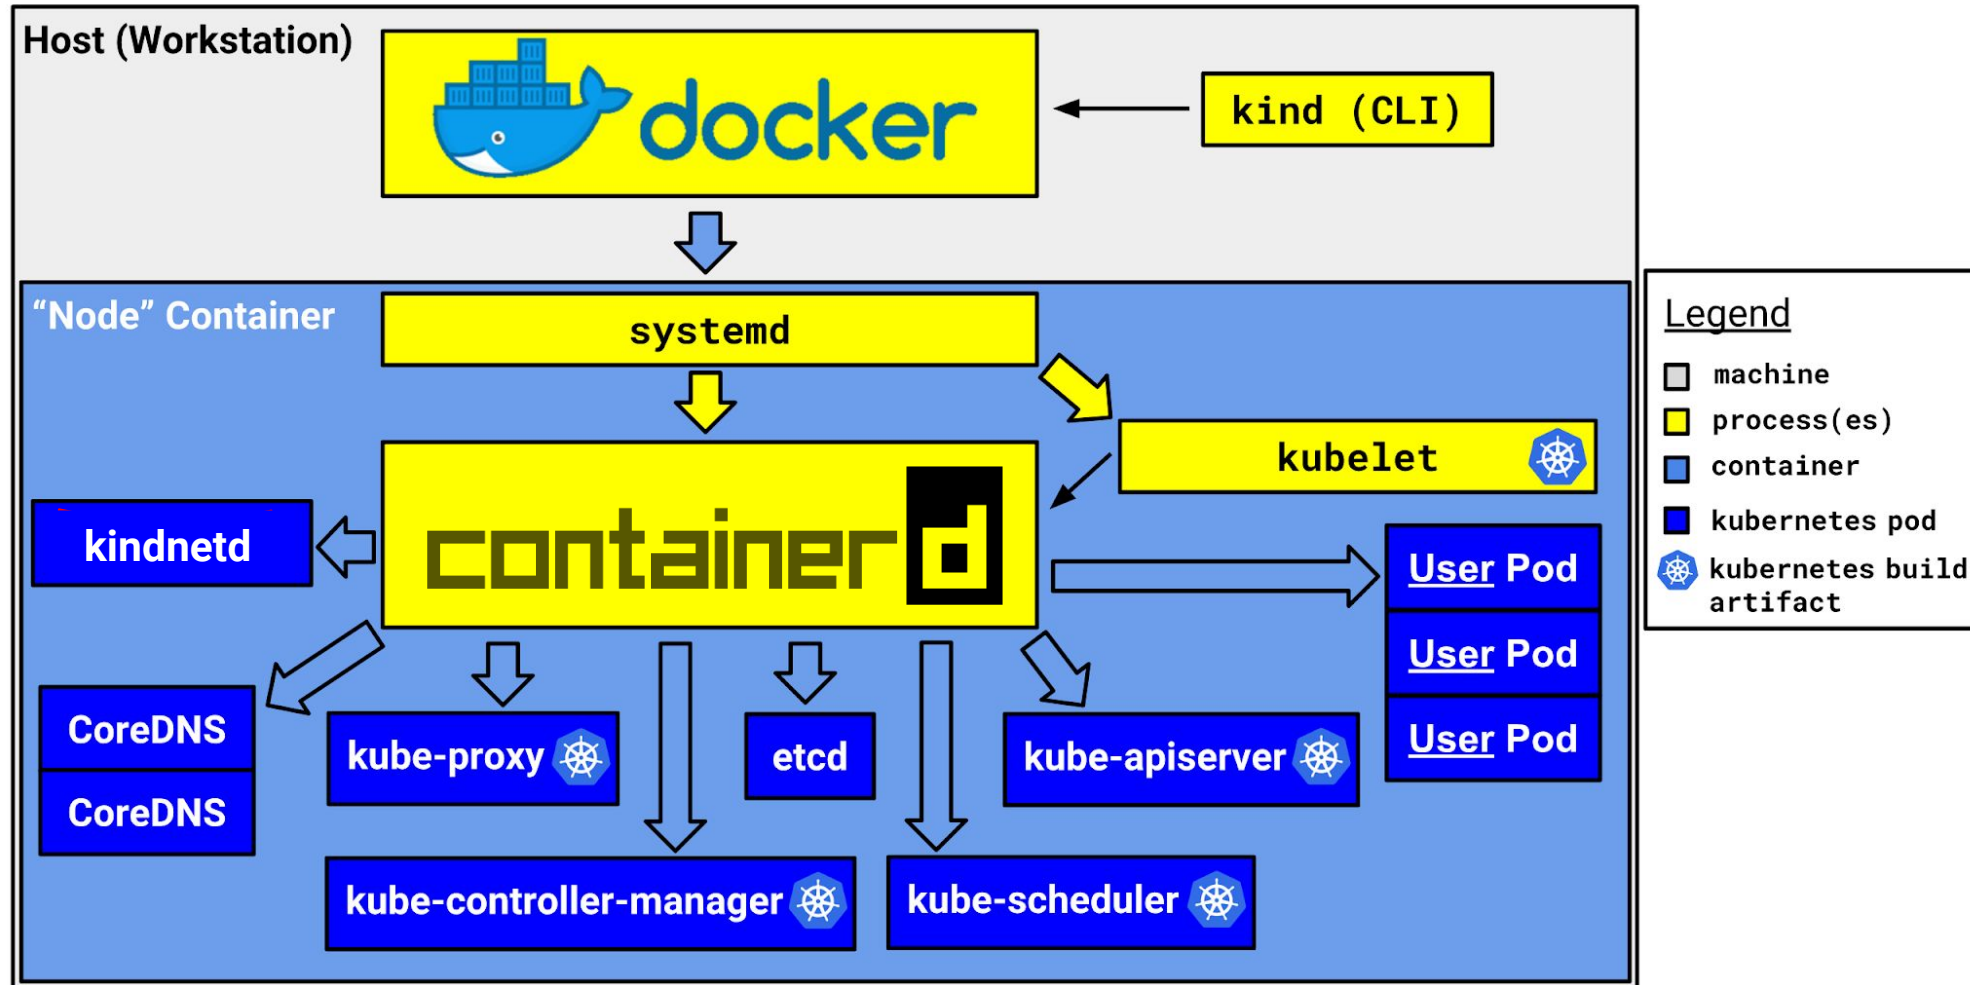 Host (Workstation)
docker
kind (CLI)
“Node” Container
systemd
kubelet
containerd
kindnetd
User Pod
User Pod
User Pod
CoreDNS
CoreDNS
kube-proxy
etcd
kube-apiserver
kube-controller-manager
kube-scheduler
Legend
machine
process(es)
container
kubernetes pod
kubernetes build
artifact